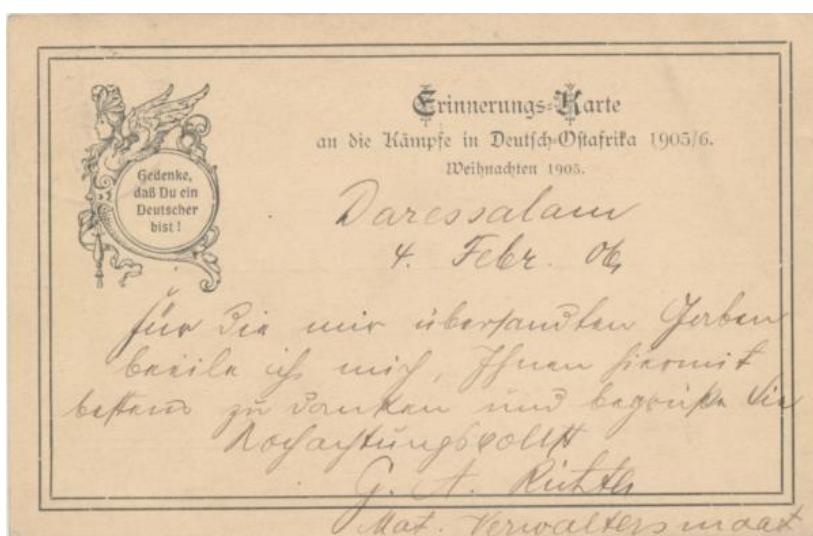 Gedenke,
daß Du ein
Deutscher
bist!
Erinnerungs-Karte
an die Kämpfe in Deutsch-Ostafrika 1905/6.
Weihnachten 1905.
Daressalam
4. Febr. 06,
für die mir übersandten Gaben
beeile ich mich, Ihnen hiermit
bestens zu danken und begrüße Sie
Hochachtungsvollst
G. A. Richter
Mat. Verwaltersmaat